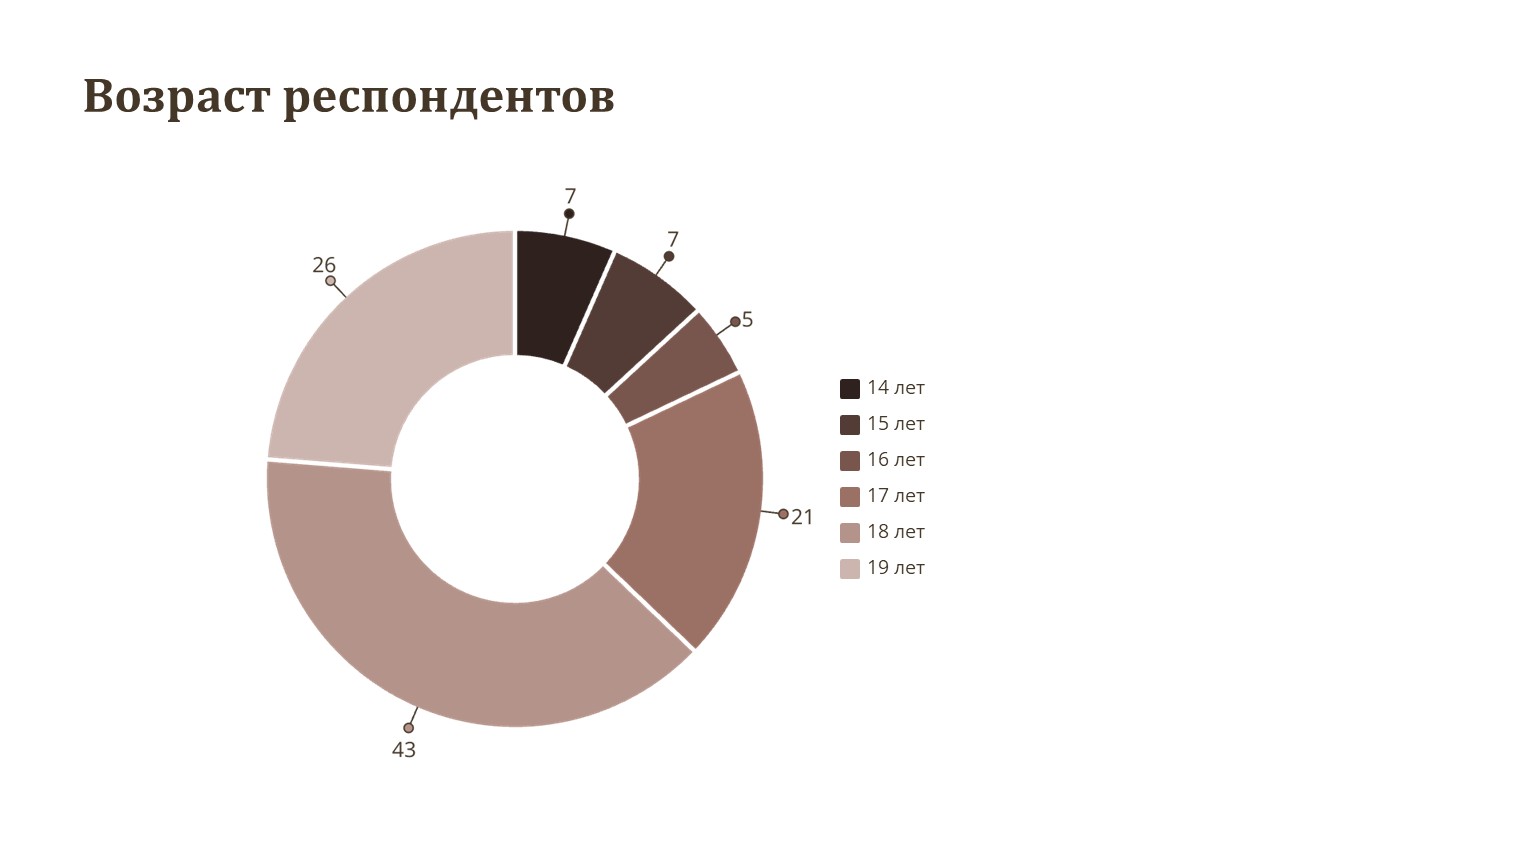 Возраст респондентов
7
7
26
5
21
43
14 лет
15 лет
16 лет
17 лет
18 лет
19 лет